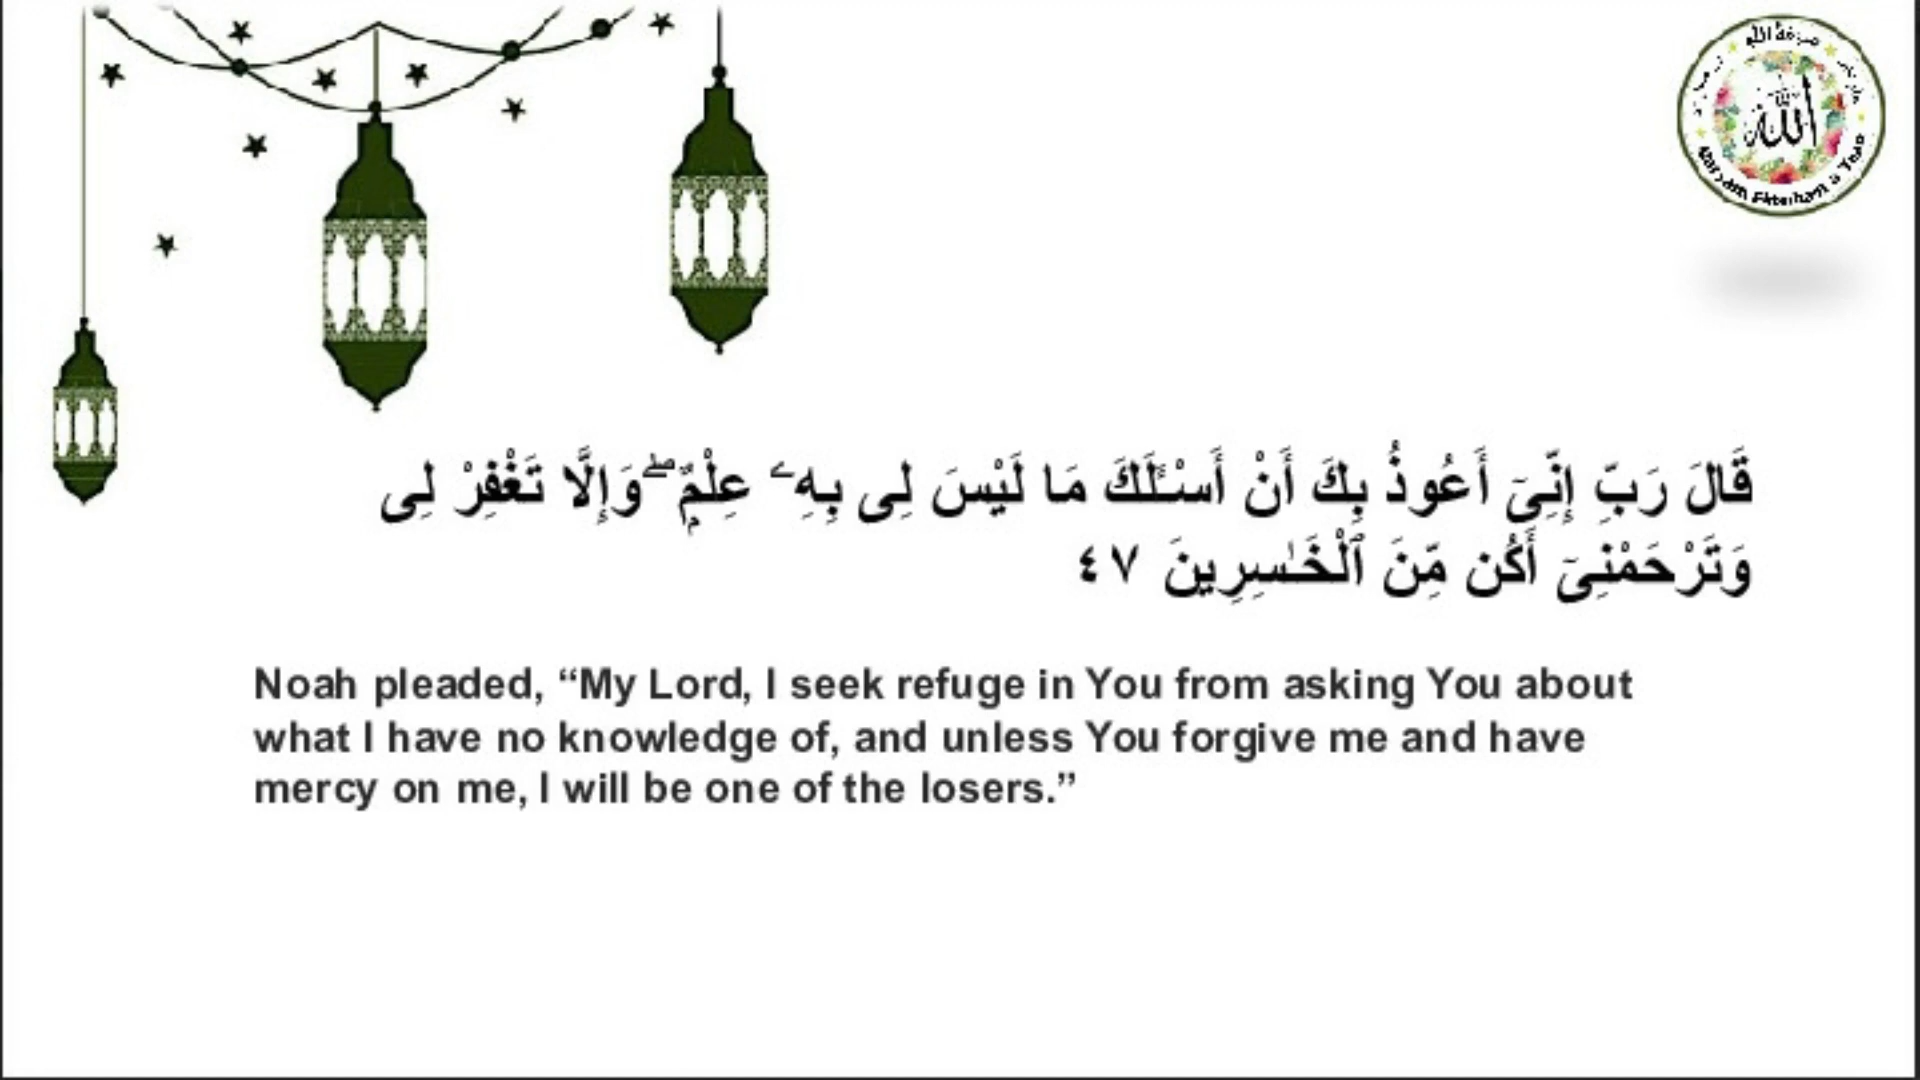 الله
قَالَ رَبِّ إِنِّىٓ أَعُوذُ بِكَ أَنْ أَسْـَٔلَكَ مَا لَيْسَ لِى بِهِۦ عِلْمٌۭ ۖ وَإِلَّا تَغْفِرْ لِى
وَتَرْحَمْنِىٓ أَكُن مِّنَ ٱلْخَـٰسِرِينَ ٤٧
Noah pleaded, “My Lord, I seek refuge in You from asking You about
what I have no knowledge of, and unless You forgive me and have
mercy on me, I will be one of the losers.”